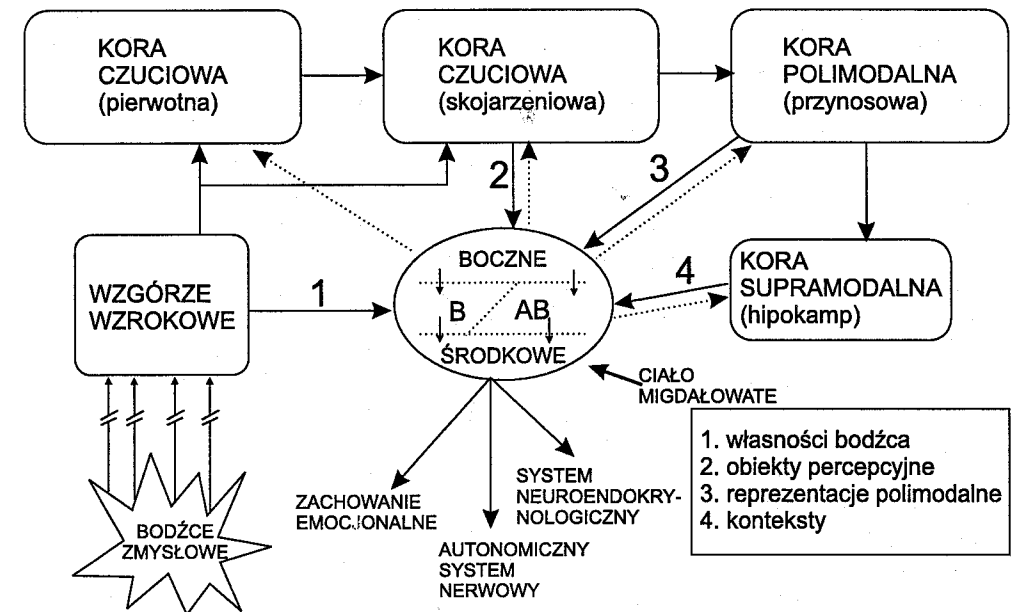 KORA
CZUCIOWA
(pierwotna)
KORA
CZUCIOWA
(skojarzeniowa)
KORA
POLIMODALNA
(przynosowa)
2
3
WZGÓRZE
WZROKOWE
1
BOCZNE
B
AB
ŚRODKOWE
4
KORA
SUPRAMODALNA
(hipokamp)
CIAŁO
MIGDAŁOWATE
BODŹCE
ZMYSŁOWE
ZACHOWANIE
EMOCJONALNE
AUTONOMICZNY
SYSTEM
NERWOWY
SYSTEM
NEUROENDOKRY-
NOLOGICZNY
1. własności bodźca
2. obiekty percepcyjne
3. reprezentacje polimodalne
4. konteksty